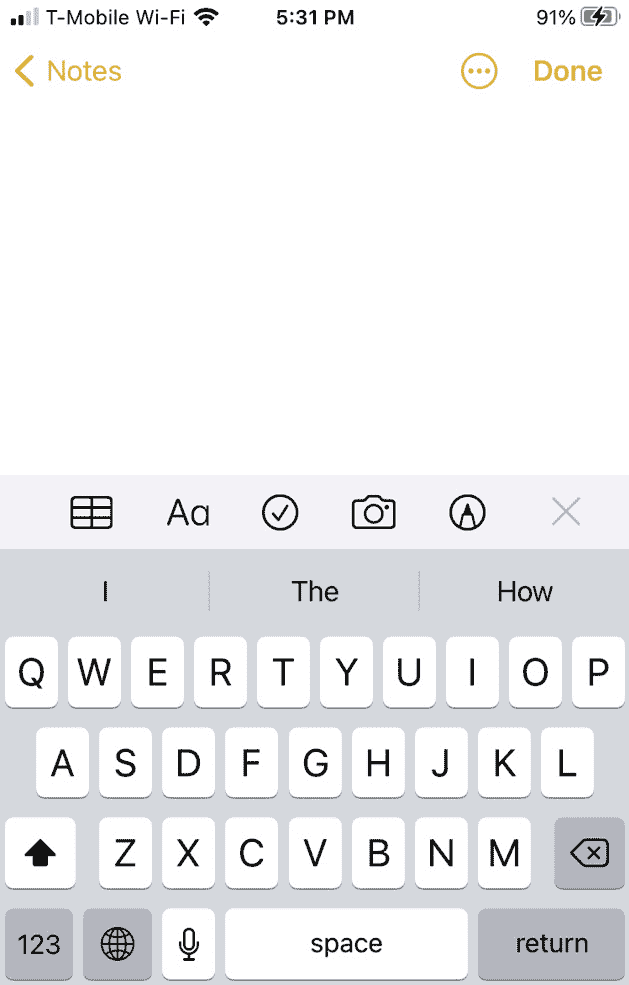 T-Mobile Wi-Fi 5:31 PM 91%
Notes Done
Aa
I The How
Q W E R T Y U I O P
A S D F G H J K L
Z X C V B N M
123 space return